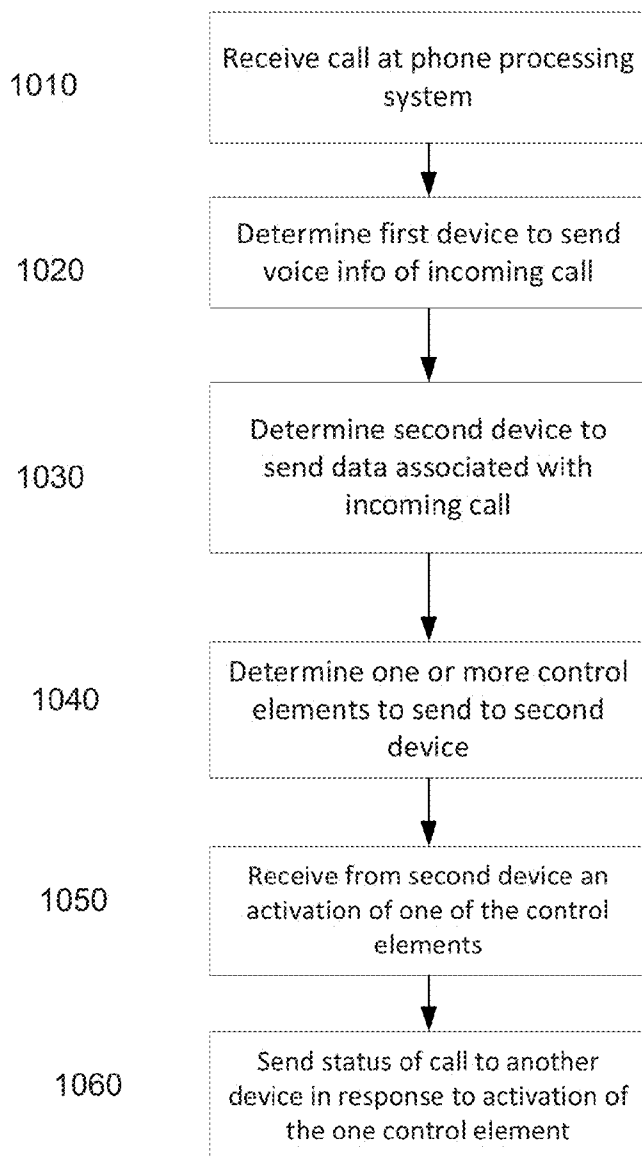 1010
Receive call at phone processing
system
1020
Determine first device to send
voice info of incoming call
1030
Determine second device to
send data associated with
incoming call
1040
Determine one or more control
elements to send to second
device
1050
Receive from second device an
activation of one of the control
elements
1060
Send status of call to another
device in response to activation of
the one control element